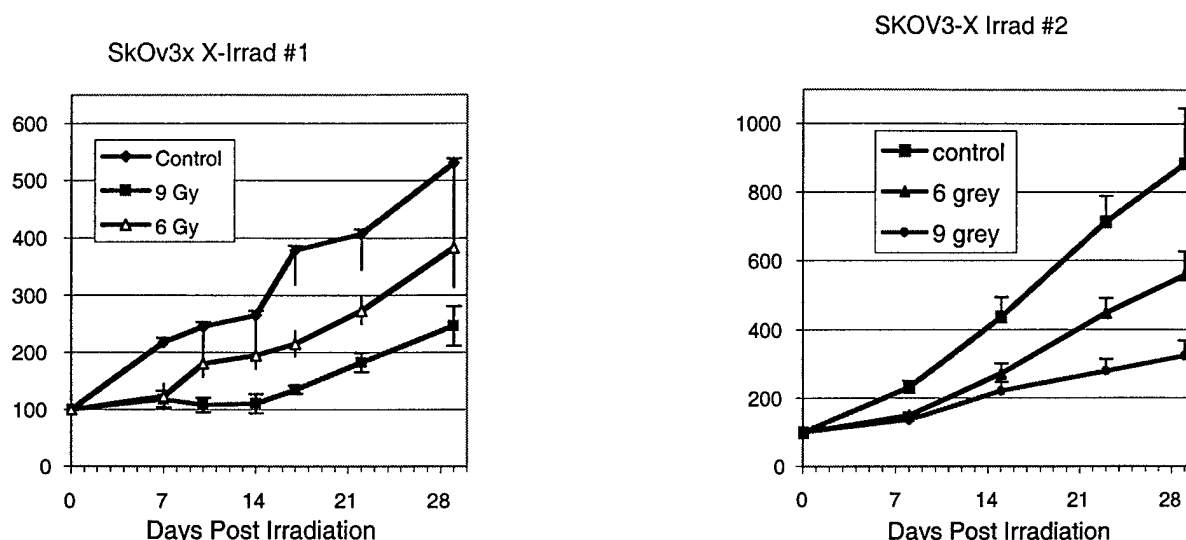 SkOv3x X-Irrad #1
600
500
400
300
200
100
0
Control
9 Gy
6 Gy
0 7 14 21 28
Days Post Irradiation
SKOV3-X Irrad #2
1000
800
600
400
200
0
control
6 grey
9 grey
0 7 14 21 28
Days Post Irradiation